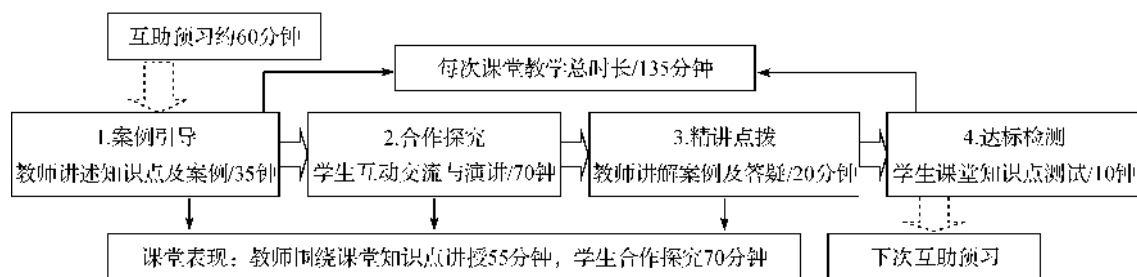 互助预习约60分钟
每次课堂教学总时长/135分钟
1.案例引导
教师讲述知识点及案例/35钟
2.合作探究
学生互动交流与演讲/70钟
3.精讲点拨
教师讲解案例及答疑/20分钟
4.达标检测
学生课堂知识点测试/10钟
课堂表现：教师围绕课堂知识点讲授55分钟，学生合作探究70分钟
下次互助预习